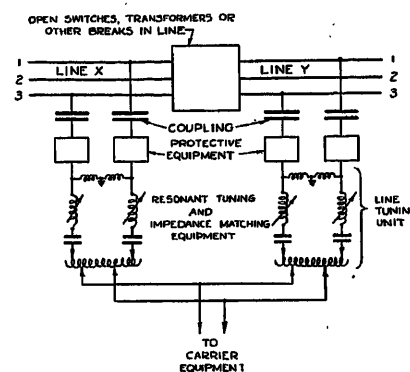 OPEN SWITCHES, TRANSFORMERS OR
OTHER BREAKS IN LINE
1
2
3
LINE X
LINE Y
1
2
3
COUPLING
PROTECTIVE
EQUIPMENT
RESONANT TUNING
AND
IMPEDANCE MATCHING
EQUIPMENT
LINE
TUNIN
UNIT
TO
CARRIER
EQUIPMENT